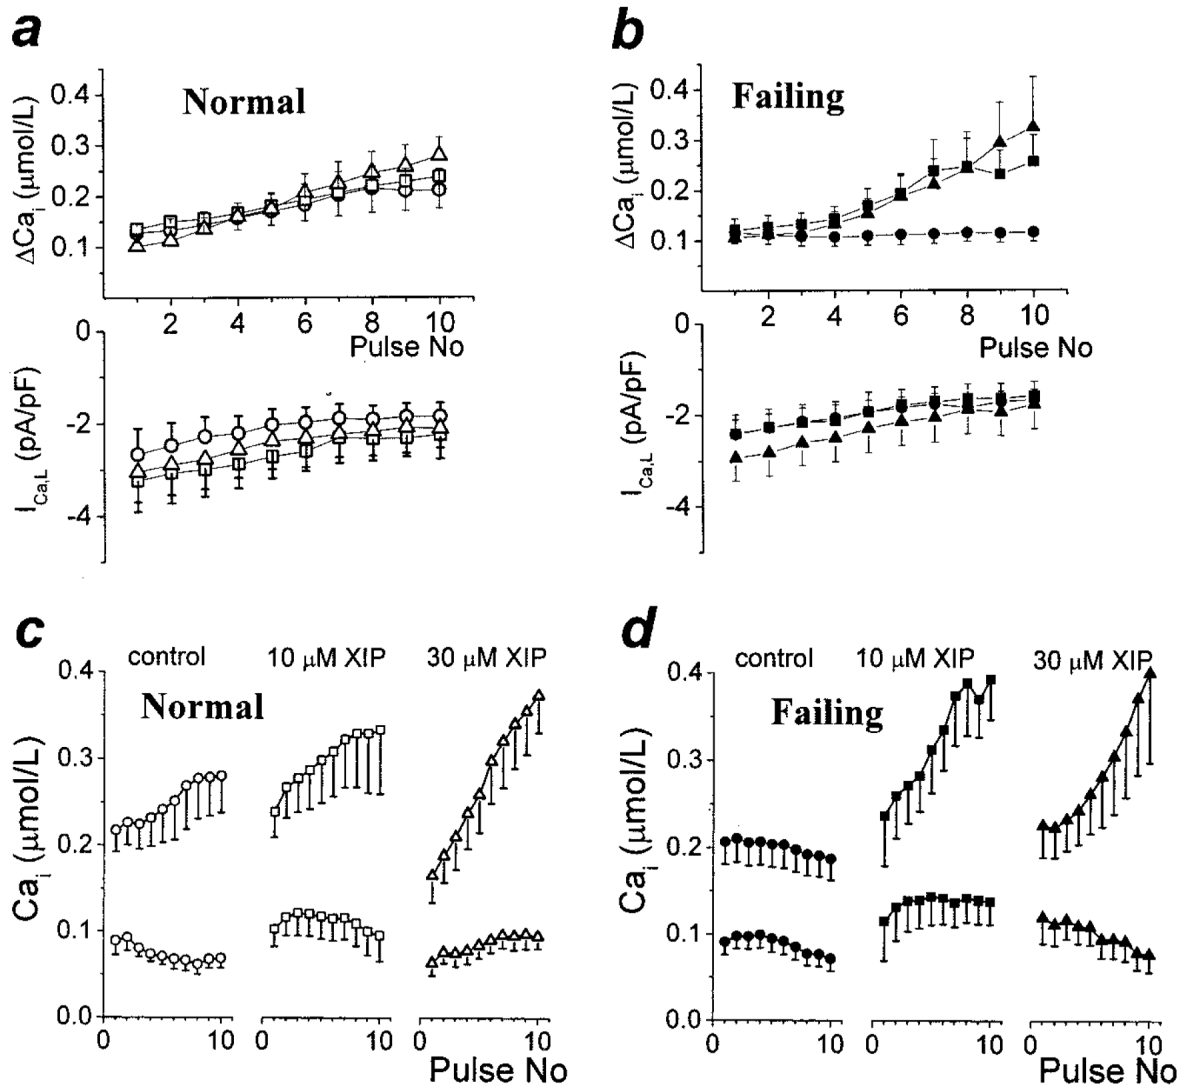 a
Normal
ΔCaᵢ (μmol/L)
0.4
0.3
0.2
0.1
2 4 6 8 10
Pulse No
I_Ca,L (pA/pF)
0
-2
-4
b
Failing
ΔCaᵢ (μmol/L)
0.4
0.3
0.2
0.1
2 4 6 8 10
Pulse No
I_Ca,L (pA/pF)
0
-2
-4
c
control 10 μM XIP 30 μM XIP
Normal
Caᵢ (μmol/L)
0.4
0.3
0.2
0.1
0.0
0 10 0 10 0 10
Pulse No
d
control 10 μM XIP 30 μM XIP
Failing
Caᵢ (μmol/L)
0.4
0.3
0.2
0.1
0.0
0 10 0 10 0 10
Pulse No